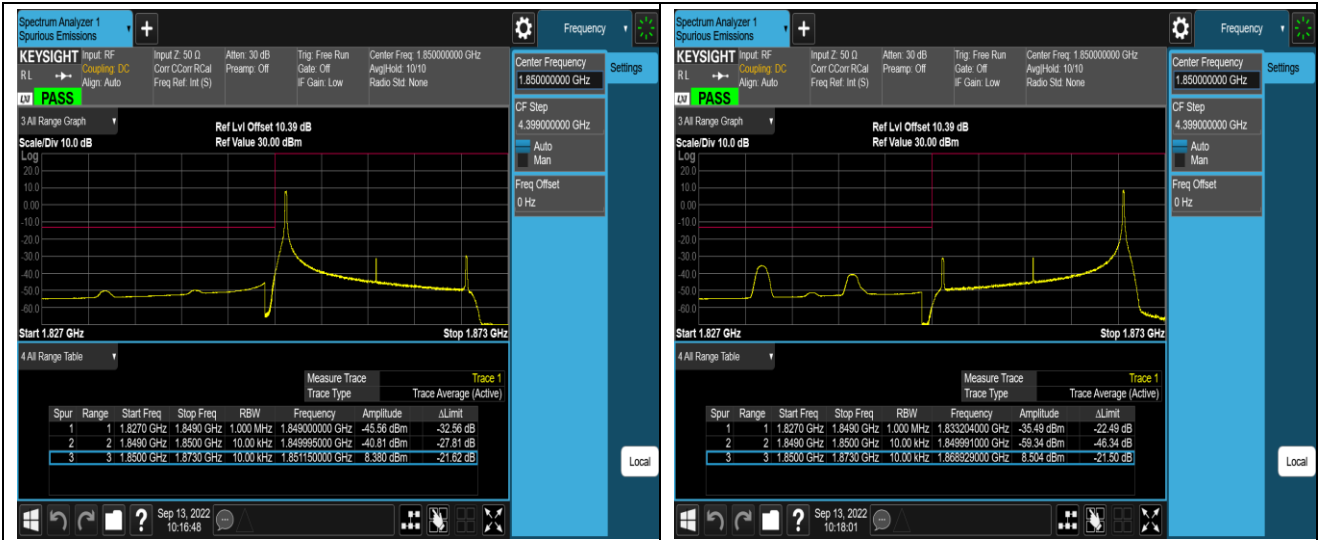 Spectrum Analyzer 1
Spurious Emissions
+
Frequency
KEYSIGHT Input: RF Input Z: 50 Ω Atten: 30 dB Trig: Free Run Center Freq: 1.850000000 GHz
RL Coupling: DC Corr CCorr RCal Preamp: Off Gate: Off Avg|Hold: 10/10
Align: Auto Freq Ref: Int (S) IF Gain: Low Radio Std: None
PASS
Center Frequency
1.850000000 GHz
Settings
CF Step
4.399000000 GHz
Auto
Man
Freq Offset
0 Hz
3 All Range Graph
Ref Lvl Offset 10.39 dB
Scale/Div 10.0 dB Ref Value 30.00 dBm
Log
20.0
10.0
0.00
-10.0
-20.0
-30.0
-40.0
-50.0
-60.0
Start 1.827 GHz Stop 1.873 GHz
4 All Range Table
Measure Trace Trace 1
Trace Type Trace Average (Active)
Spur Range Start Freq Stop Freq RBW Frequency Amplitude ΔLimit
1 1 1.8270 GHz 1.8490 GHz 1.000 MHz 1.849000000 GHz -45.56 dBm -32.56 dB
2 2 1.8490 GHz 1.8500 GHz 10.00 kHz 1.849995000 GHz -40.81 dBm -27.81 dB
3 3 1.8500 GHz 1.8730 GHz 10.00 kHz 1.851150000 GHz 8.380 dBm -21.62 dB
Local
?
Sep 13, 2022
10:16:48
Spectrum Analyzer 1
Spurious Emissions
+
Frequency
KEYSIGHT Input: RF Input Z: 50 Ω Atten: 30 dB Trig: Free Run Center Freq: 1.850000000 GHz
RL Coupling: DC Corr CCorr RCal Preamp: Off Gate: Off Avg|Hold: 10/10
Align: Auto Freq Ref: Int (S) IF Gain: Low Radio Std: None
PASS
Center Frequency
1.850000000 GHz
Settings
CF Step
4.399000000 GHz
Auto
Man
Freq Offset
0 Hz
3 All Range Graph
Ref Lvl Offset 10.39 dB
Scale/Div 10.0 dB Ref Value 30.00 dBm
Log
20.0
10.0
0.00
-10.0
-20.0
-30.0
-40.0
-50.0
-60.0
Start 1.827 GHz Stop 1.873 GHz
4 All Range Table
Measure Trace Trace 1
Trace Type Trace Average (Active)
Spur Range Start Freq Stop Freq RBW Frequency Amplitude ΔLimit
1 1 1.8270 GHz 1.8490 GHz 1.000 MHz 1.833204000 GHz -35.49 dBm -22.49 dB
2 2 1.8490 GHz 1.8500 GHz 10.00 kHz 1.849991000 GHz -59.34 dBm -46.34 dB
3 3 1.8500 GHz 1.8730 GHz 10.00 kHz 1.868929000 GHz 8.504 dBm -21.50 dB
Local
?
Sep 13, 2022
10:18:01